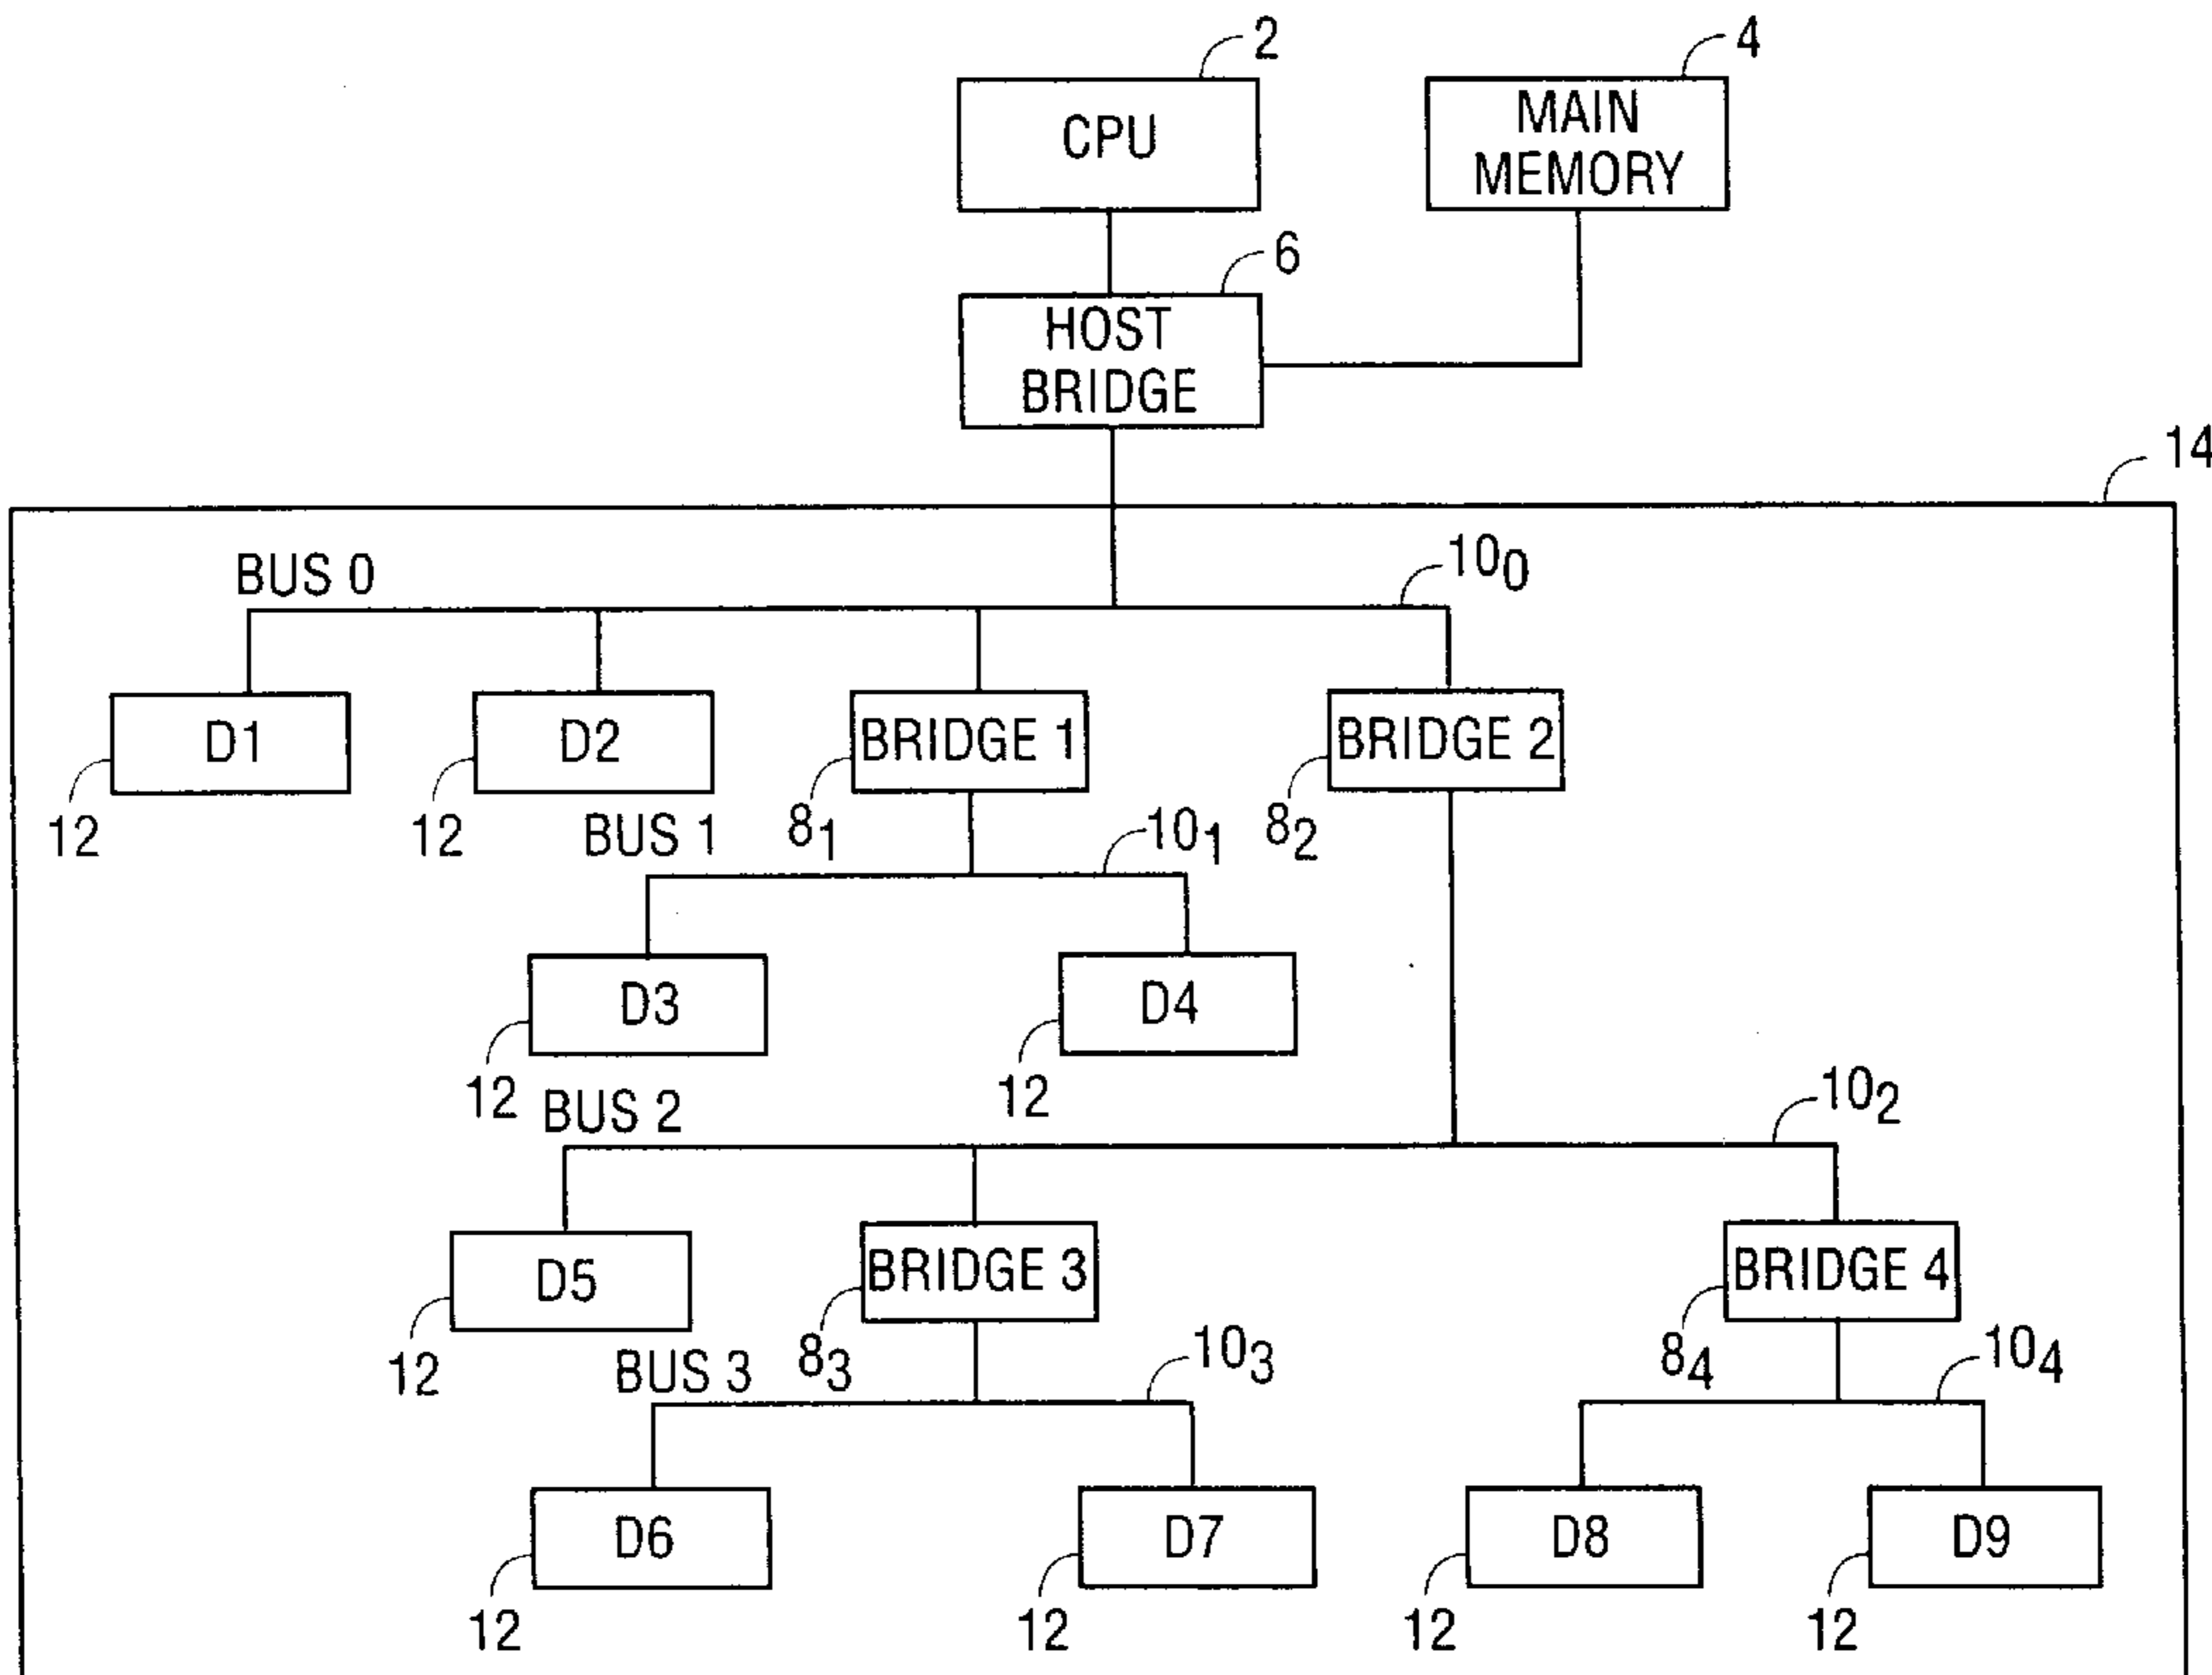 2
4
CPU
MAIN
MEMORY
6
HOST
BRIDGE
14
BUS 0
10₀
D1
D2
BRIDGE 1
BRIDGE 2
12
12
BUS 1
8₁
10₁
8₂
D3
D4
12
BUS 2
12
10₂
D5
BRIDGE 3
BRIDGE 4
12
BUS 3
8₃
10₃
8₄
10₄
D6
D7
D8
D9
12
12
12
12